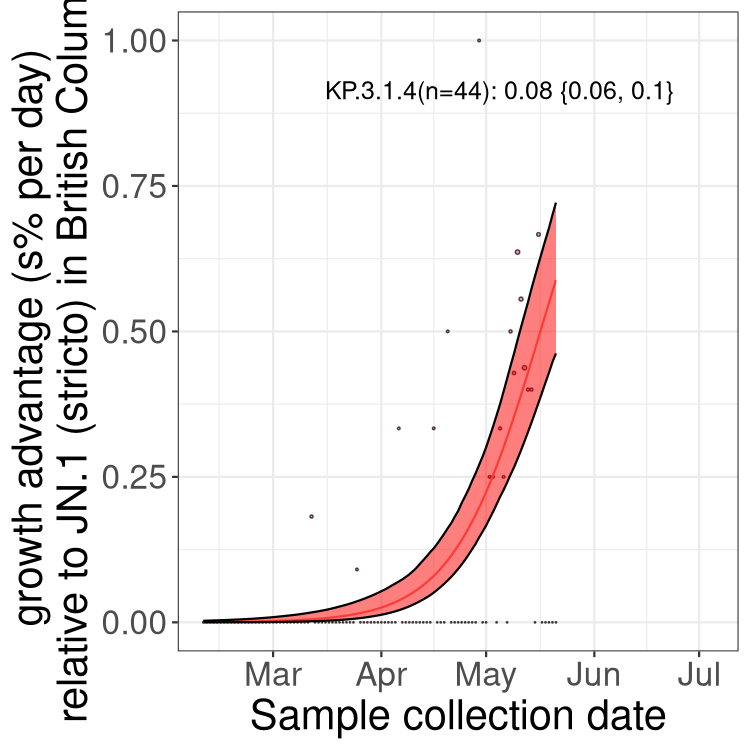 growth advantage (s% per day)
relative to JN.1 (stricto) in British Colum
1.00
0.75
0.50
0.25
0.00
KP.3.1.4(n=44): 0.08 {0.06, 0.1}
Mar Apr May Jun Jul
Sample collection date